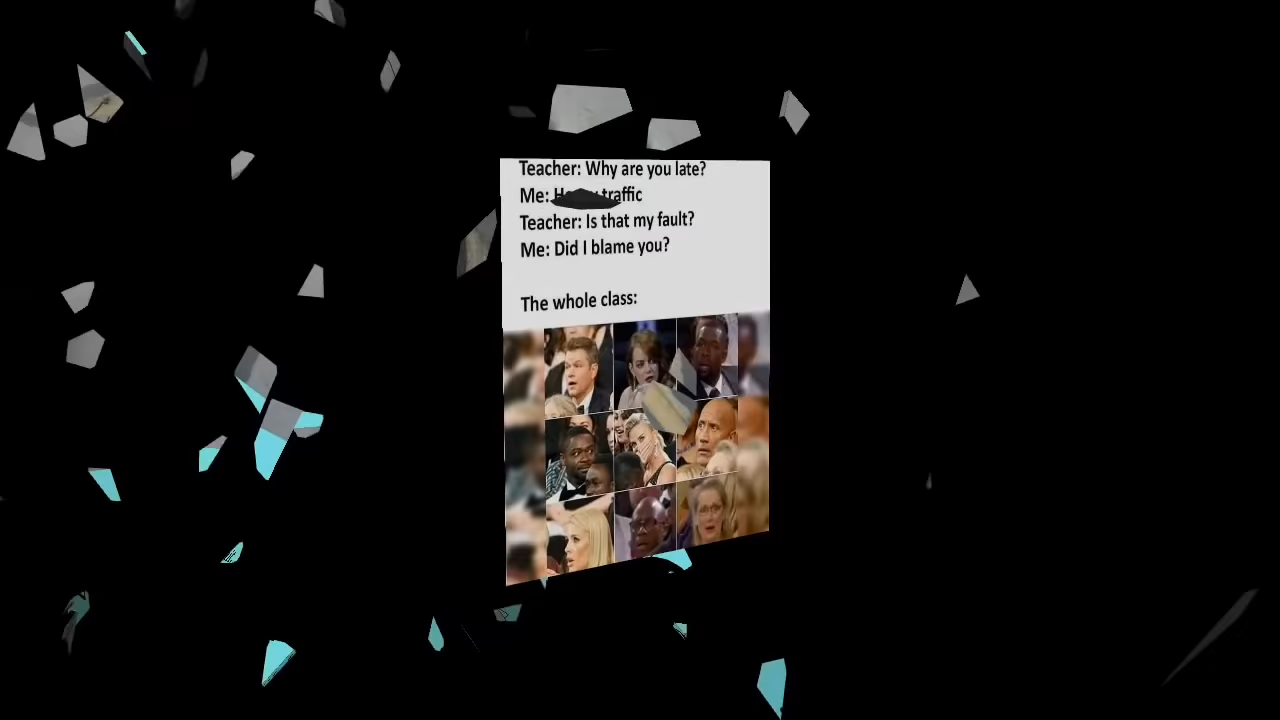 Teacher: Why are you late?
Me: traffic
Teacher: Is that my fault?
Me: Did I blame you?
The whole class: